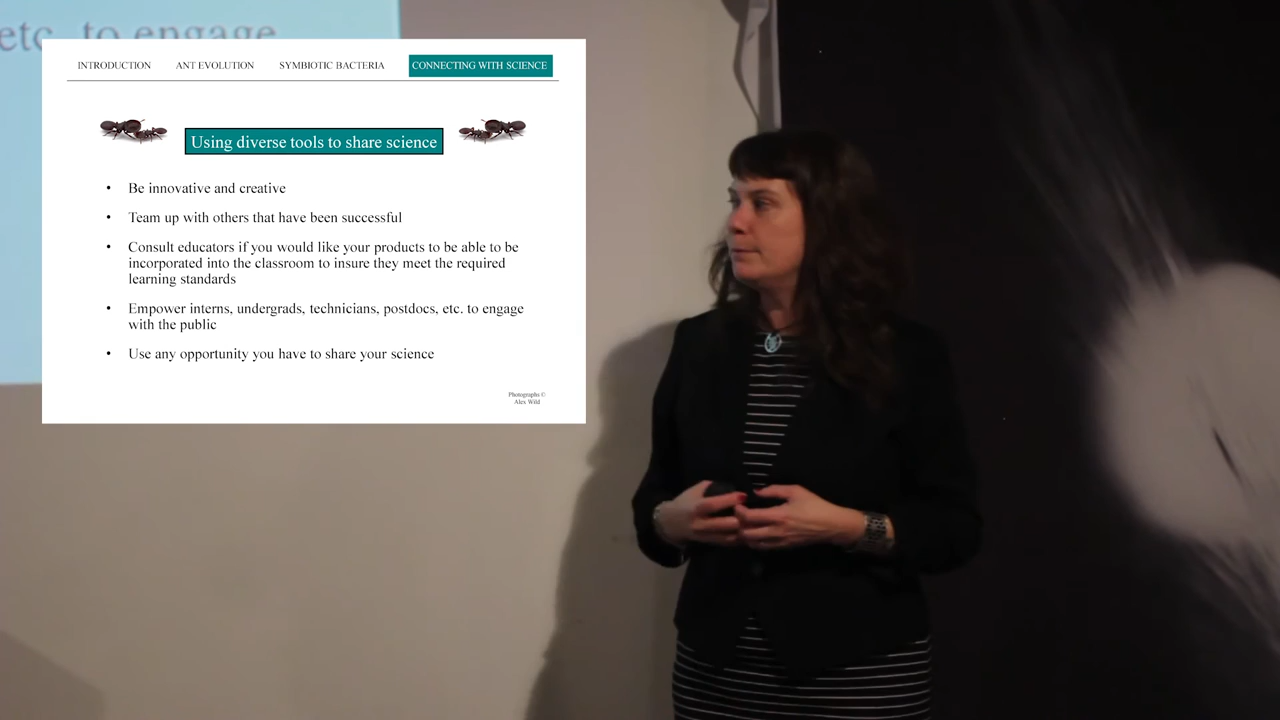 etc. to engage
INTRODUCTION ANT EVOLUTION SYMBIOTIC BACTERIA CONNECTING WITH SCIENCE
Using diverse tools to share science
• Be innovative and creative
• Team up with others that have been successful
• Consult educators if you would like your products to be able to be
incorporated into the classroom to insure they meet the required
learning standards
• Empower interns, undergrads, technicians, postdocs, etc. to engage
with the public
• Use any opportunity you have to share your science
Photographs ©
Alex Wild